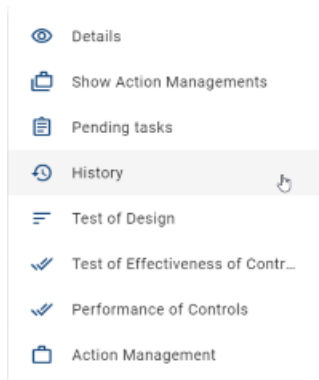 Details
Show Action Managements
Pending tasks
History
Test of Design
Test of Effectiveness of Contr...
Performance of Controls
Action Management